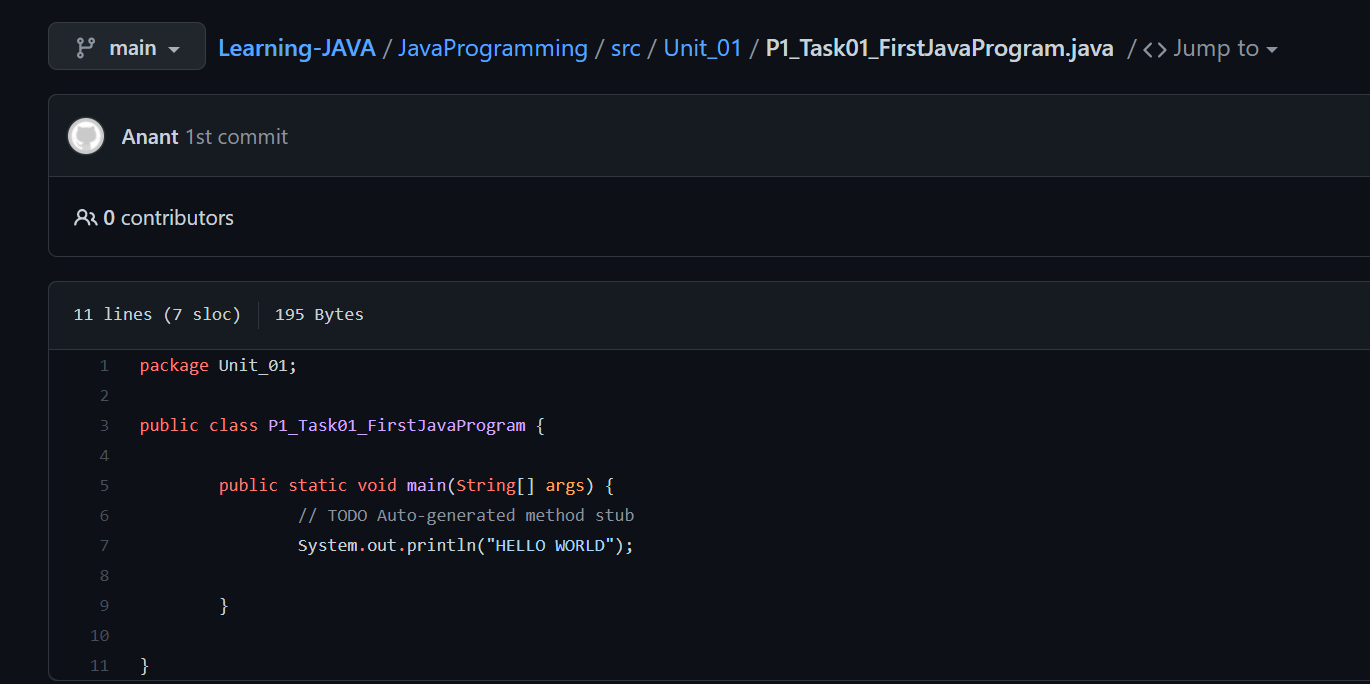 main Learning-JAVA / JavaProgramming / src / Unit_01 / P1_Task01_FirstJavaProgram.java / <> Jump to
Anant 1st commit
0 contributors
11 lines (7 sloc) 195 Bytes
1 package Unit_01;
2
3 public class P1_Task01_FirstJavaProgram {
4
5 public static void main(String[] args) {
6 // TODO Auto-generated method stub
7 System.out.println("HELLO WORLD");
8
9 }
10
11 }